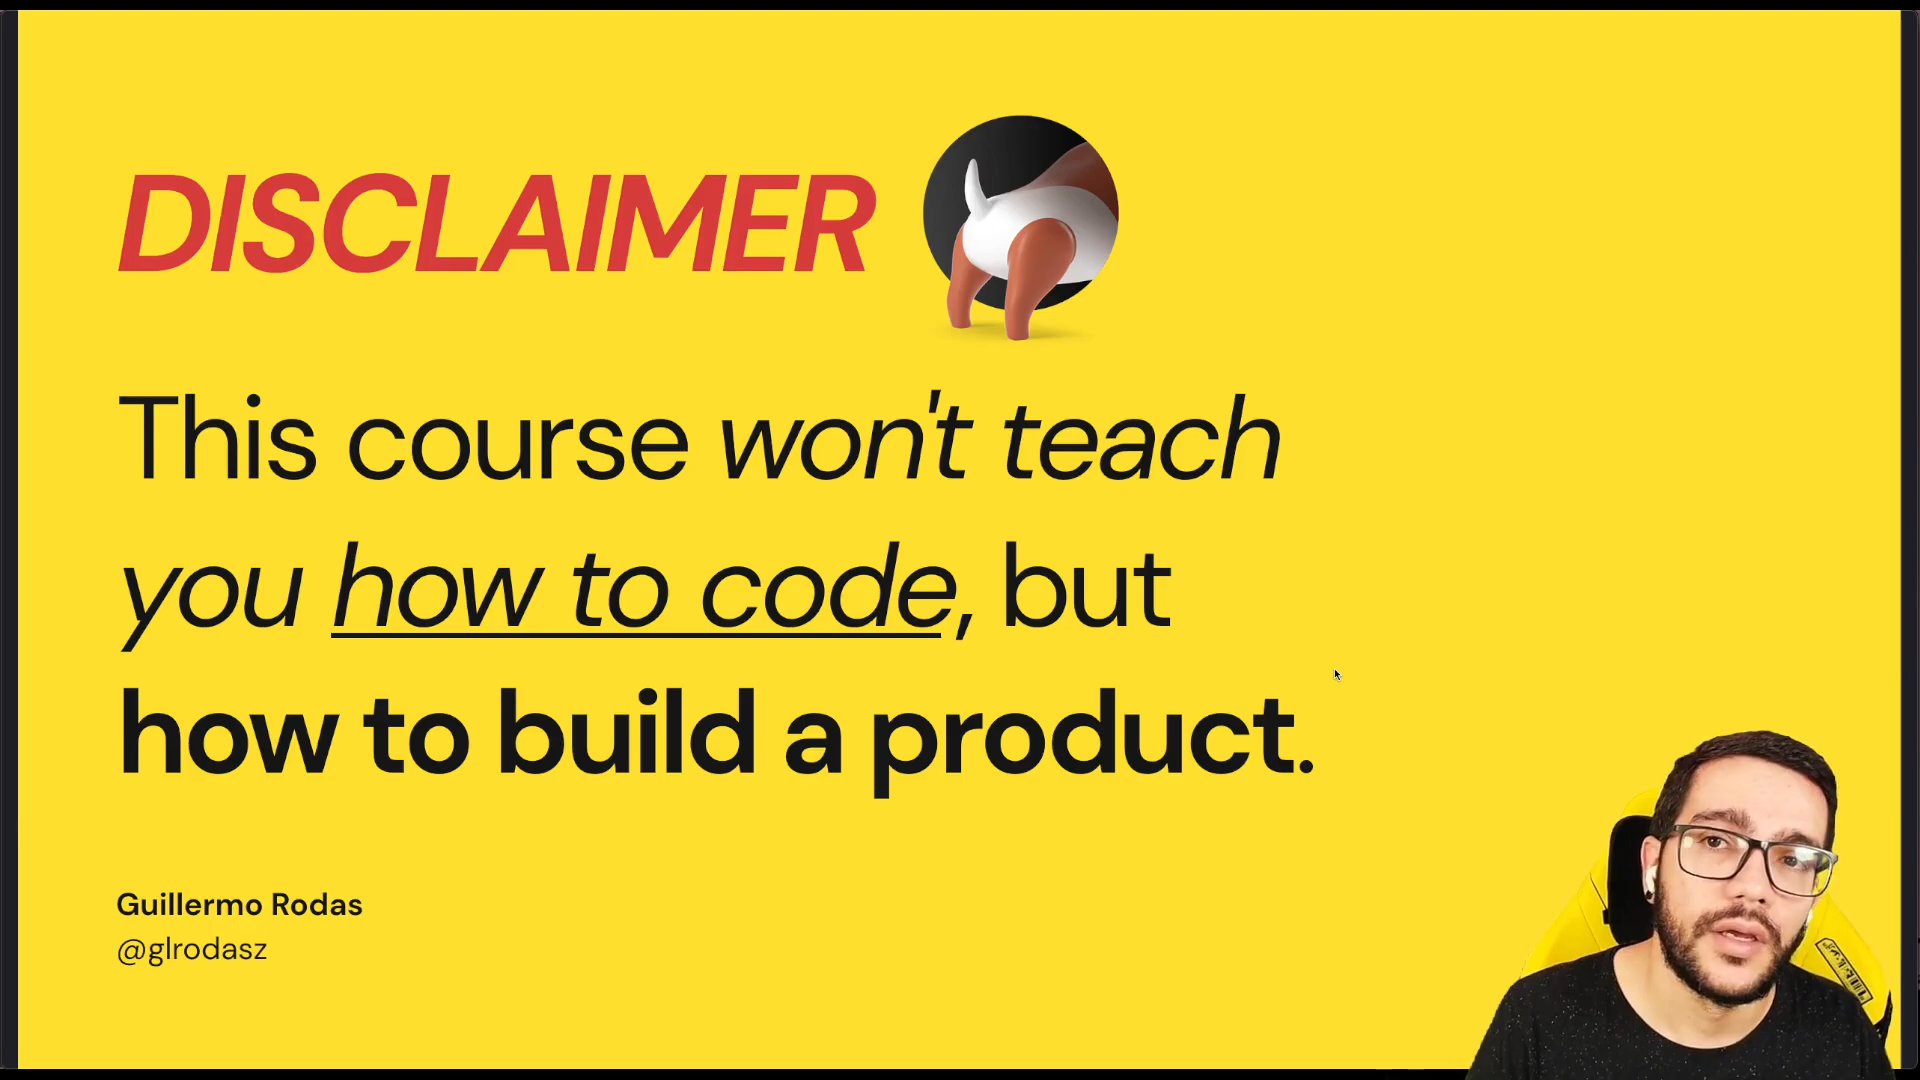 DISCLAIMER
This course won't teach
you how to code, but
how to build a product.
Guillermo Rodas
@glrodasz